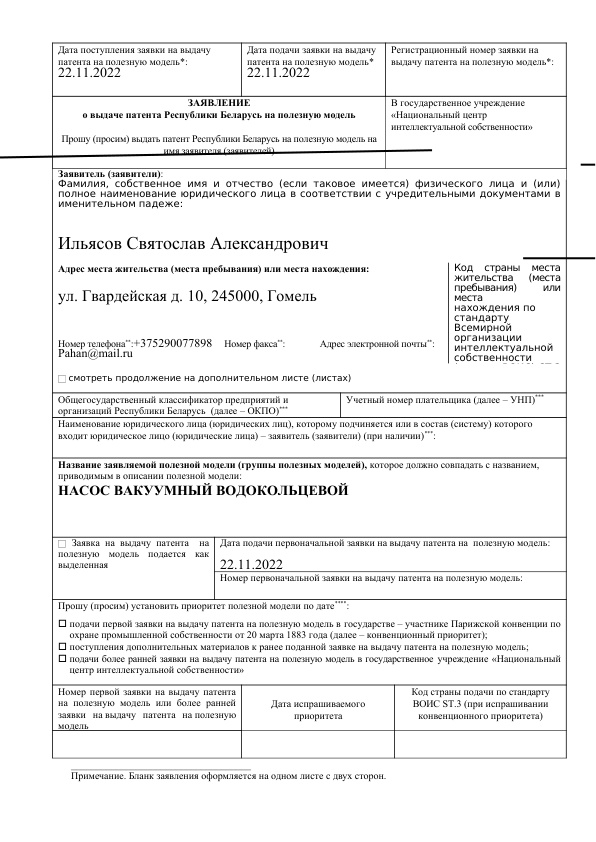 Дата поступления заявки на выдачу
патента на полезную модель*:
22.11.2022
Дата подачи заявки на выдачу
патента на полезную модель*
22.11.2022
Регистрационный номер заявки на
выдачу патента на полезную модель*:
ЗАЯВЛЕНИЕ
о выдаче патента Республики Беларусь на полезную модель
Прошу (просим) выдать патент Республики Беларусь на полезную модель на
имя заявителя (заявителей)
В государственное учреждение
«Национальный центр
интеллектуальной собственности»
Заявитель (заявители):
Фамилия, собственное имя и отчество (если таковое имеется) физического лица и (или)
полное наименование юридического лица в соответствии с учредительными документами в
именительном падеже:
Ильясов Святослав Александрович
Адрес места жительства (места пребывания) или места нахождения:
ул. Гвардейская д. 10, 245000, Гомель
Код страны места
жительства (места
пребывания) или
места
нахождения по
стандарту
Всемирной
организации
интеллектуальной
собственности
Номер телефона**:+375290077898 Номер факса**: Адрес электронной почты**:
Pahan@mail.ru
смотреть продолжение на дополнительном листе (листах)
Общегосударственный классификатор предприятий и
организаций Республики Беларусь (далее – ОКПО)***
Учетный номер плательщика (далее – УНП)***
Наименование юридического лица (юридических лиц), которому подчиняется или в состав (систему) которого
входит юридическое лицо (юридические лица) – заявитель (заявители) (при наличии)***:
Название заявляемой полезной модели (группы полезных моделей), которое должно совпадать с названием,
приводимым в описании полезной модели:
НАСОС ВАКУУМНЫЙ ВОДОКОЛЬЦЕВОЙ
Заявка на выдачу патента на
полезную модель подается как
выделенная
Дата подачи первоначальной заявки на выдачу патента на полезную модель:
22.11.2022
Номер первоначальной заявки на выдачу патента на полезную модель:
Прошу (просим) установить приоритет полезной модели по дате****:
подачи первой заявки на выдачу патента на полезную модель в государстве – участнике Парижской конвенции по
охране промышленной собственности от 20 марта 1883 года (далее – конвенционный приоритет);
поступления дополнительных материалов к ранее поданной заявке на выдачу патента на полезную модель;
подачи более ранней заявки на выдачу патента на полезную модель в государственное учреждение «Национальный
центр интеллектуальной собственности»
Номер первой заявки на выдачу патента
на полезную модель или более ранней
заявки на выдачу патента на полезную
модель
Дата испрашиваемого
приоритета
Код страны подачи по стандарту
ВОИС ST.3 (при испрашивании
конвенционного приоритета)
Примечание. Бланк заявления оформляется на одном листе с двух сторон.